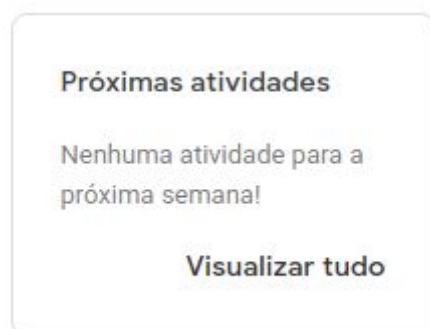 Próximas atividades
Nenhuma atividade para a
próxima semana!
Visualizar tudo